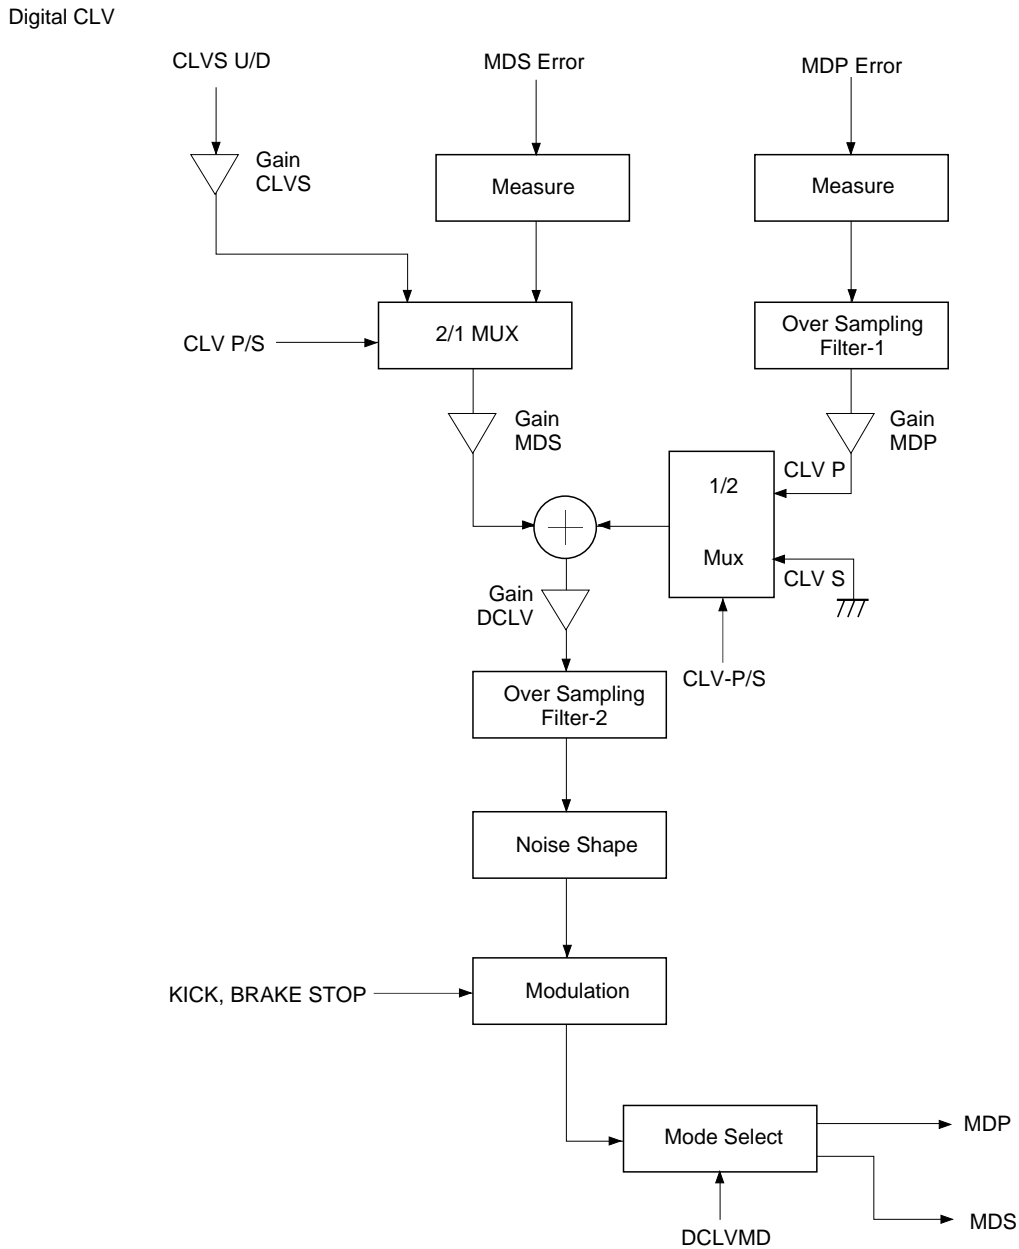 Digital CLV
CLVS U/D
MDS Error
MDP Error
Gain
CLVS
Measure
Measure
CLV P/S
2/1 MUX
Over Sampling
Filter-1
Gain
MDS
Gain
MDP
CLV P
1/2
Mux
CLV S
Gain
DCLV
CLV-P/S
Over Sampling
Filter-2
Noise Shape
KICK, BRAKE STOP
Modulation
Mode Select
MDP
MDS
DCLVMD